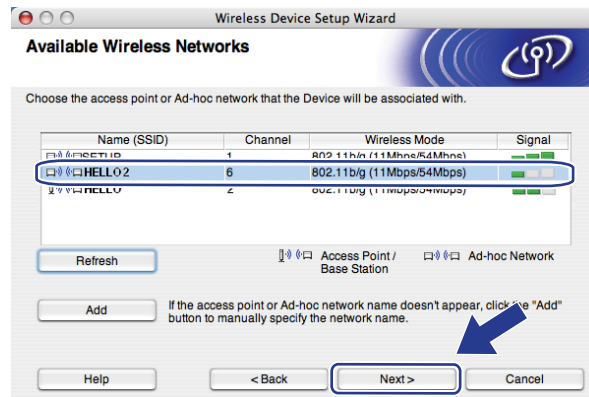 Wireless Device Setup Wizard
Available Wireless Networks
Choose the access point or Ad-hoc network that the Device will be associated with.
Name (SSID) Channel Wireless Mode Signal
SETUP 1 802.11b/g (11Mbps/54Mbps)
HELLO2 6 802.11b/g (11Mbps/54Mbps)
HELLO 2 802.11b/g (11Mbps/54Mbps)
Refresh Access Point / Ad-hoc Network
Base Station
Add If the access point or Ad-hoc network name doesn't appear, click "Add"
button to manually specify the network name.
Help < Back Next > Cancel